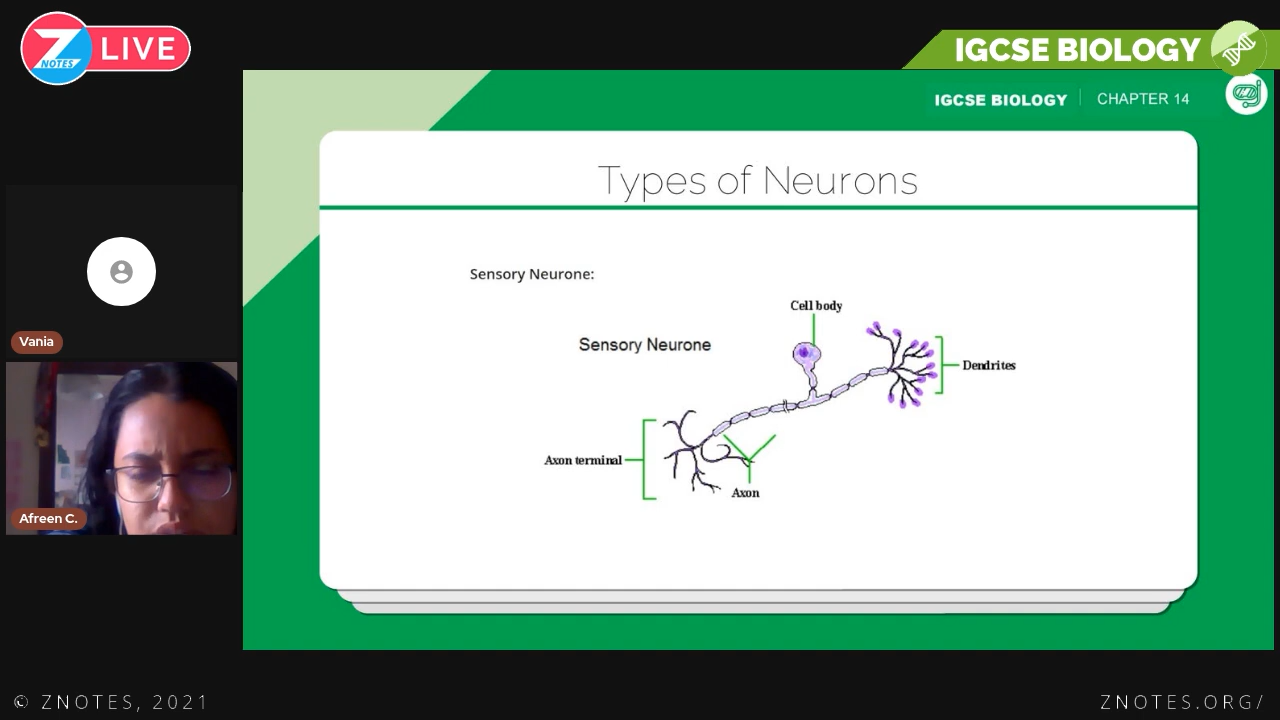 Z NOTES LIVE
IGCSE BIOLOGY
IGCSE BIOLOGY CHAPTER 14
Types of Neurons
Sensory Neurone:
Cell body
Sensory Neurone
Dendrites
Axon terminal
Axon
Vania
Afreen C.
© ZNOTES, 2021
ZNOTES.ORG/